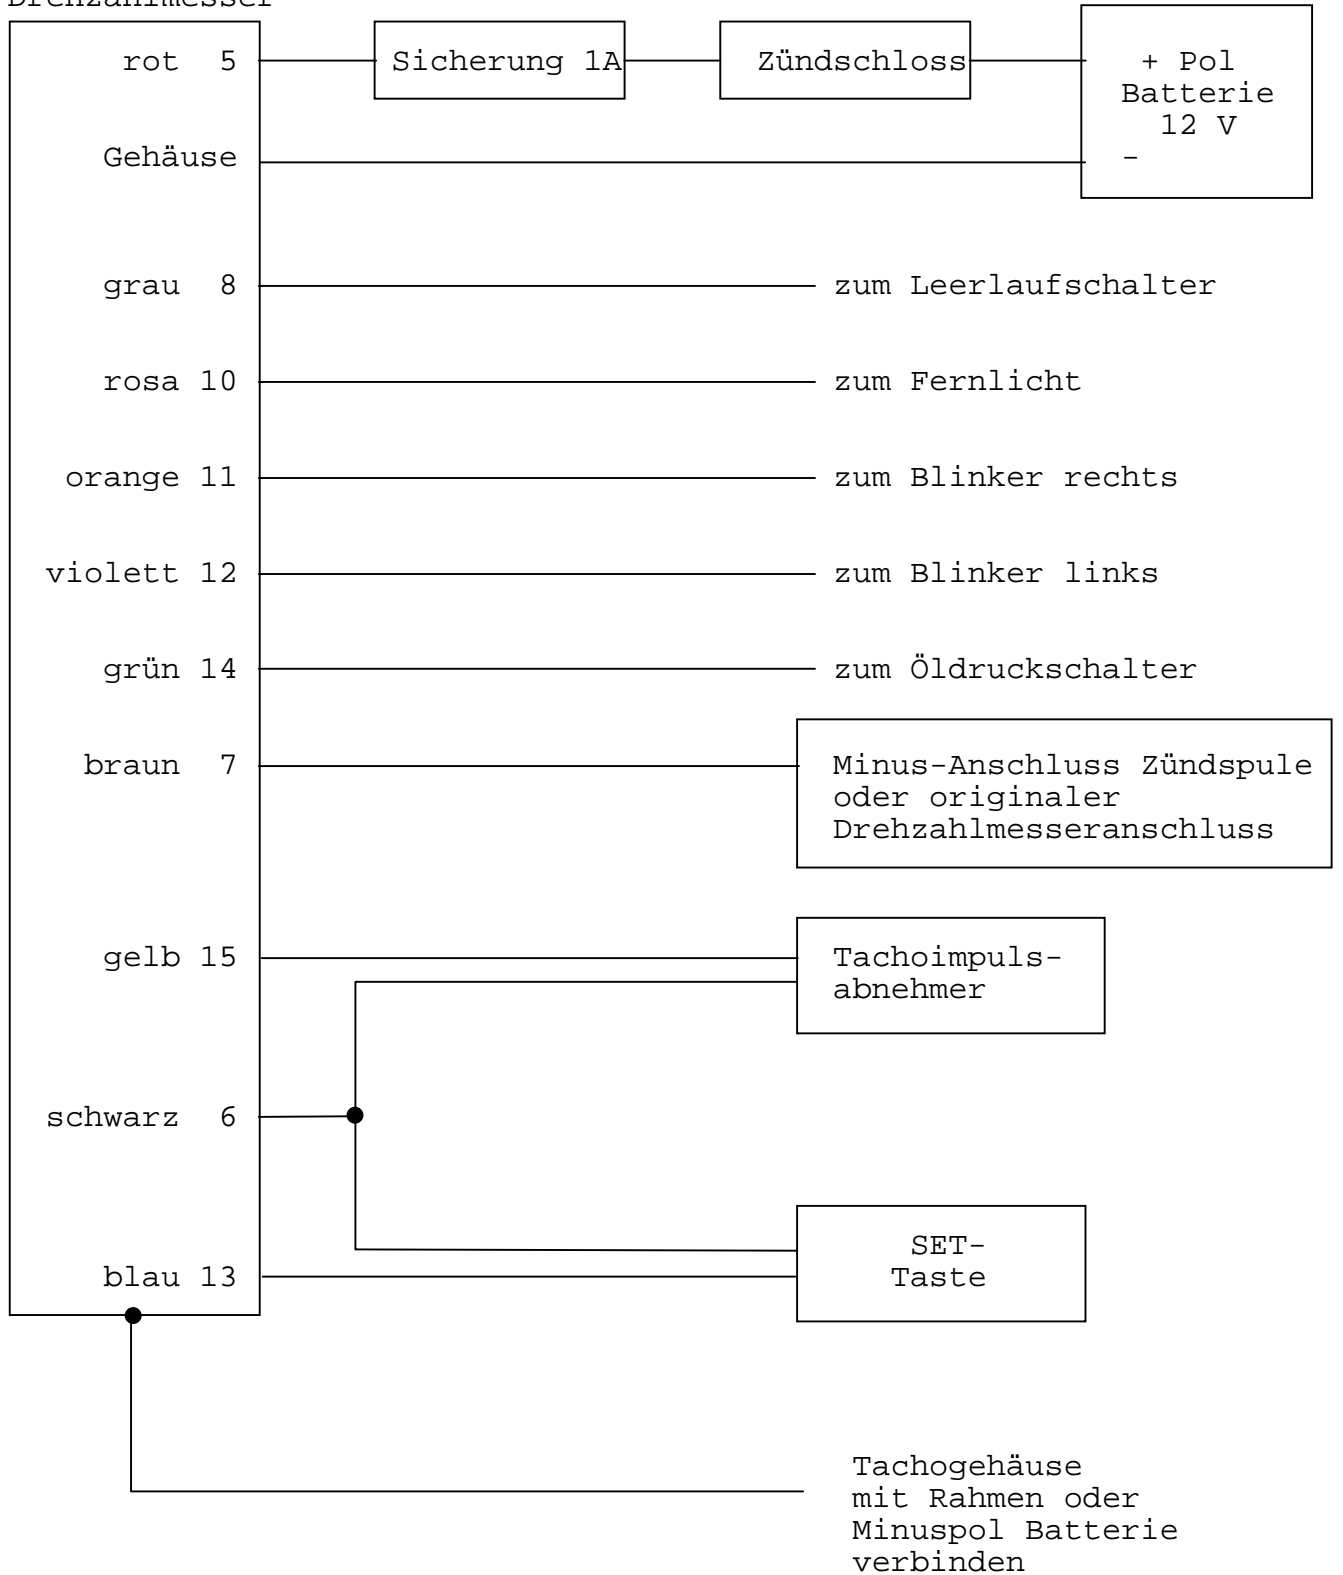 Drehzahlmesser
rot 5
Sicherung 1A
Zündschloss
+ Pol
Batterie
12 V
-
Gehäuse
grau 8
zum Leerlaufschalter
rosa 10
zum Fernlicht
orange 11
zum Blinker rechts
violett 12
zum Blinker links
grün 14
zum Öldruckschalter
braun 7
Minus-Anschluss Zündspule
oder originaler
Drehzahlmesseranschluss
gelb 15
Tachoimpuls-
abnehmer
schwarz 6
SET-
Taste
blau 13
Tachogehäuse
mit Rahmen oder
Minuspol Batterie
verbinden